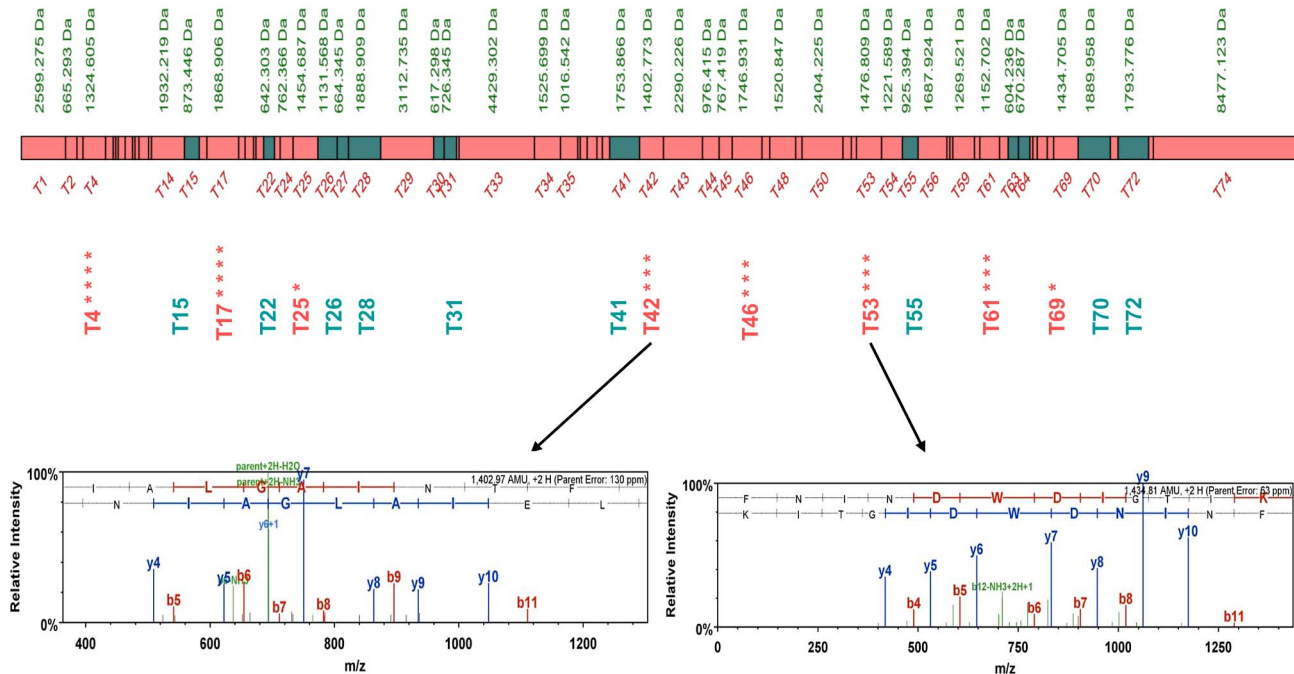 2599.275 Da
665.293 Da
1324.605 Da
1932.219 Da
873.446 Da
1868.906 Da
642.303 Da
762.366 Da
1454.687 Da
1131.568 Da
664.345 Da
1888.909 Da
3112.735 Da
617.298 Da
726.345 Da
4429.302 Da
1525.699 Da
1016.542 Da
1753.866 Da
1402.773 Da
2290.226 Da
976.415 Da
767.419 Da
1746.931 Da
1520.847 Da
2404.225 Da
1476.809 Da
1221.589 Da
925.394 Da
1687.924 Da
1269.521 Da
1152.702 Da
604.236 Da
670.287 Da
1434.705 Da
1889.958 Da
1793.776 Da
8477.123 Da
T1
T2
T4
T14
T15
T17
T22
T24
T25
T26
T27
T28
T29
T30
T31
T33
T34
T35
T41
T42
T43
T44
T45
T46
T48
T50
T53
T54
T55
T56
T59
T61
T63
T64
T69
T70
T72
T74
T4****
T15
T17****
T22
T25*
T26
T28
T31
T41
T42***
T46***
T53***
T55
T61***
T69*
T70
T72
parent+2H-H2O
parent+2H-NH3
y7
100%
1,402.97 AMU, +2 H (Parent Error: 130 ppm)
I A L G A I N T F
N I A G L A I E L
y6+1
y4
y5
b5
b6
b7
b8
y8
b9
y9
y10
b11
0%
400 600 800 1000 1200
m/z
Relative Intensity
y9
100%
1,434.81 AMU, +2 H (Parent Error: 63 ppm)
F N I N D W D I G T I K
K I T G I D W D N I N F
y4
b4
y5
b5
y6
b12-NH3+2H+1
b6
y7
b7
y8
b8
y10
b11
0%
0 250 500 750 1000 1250
m/z
Relative Intensity